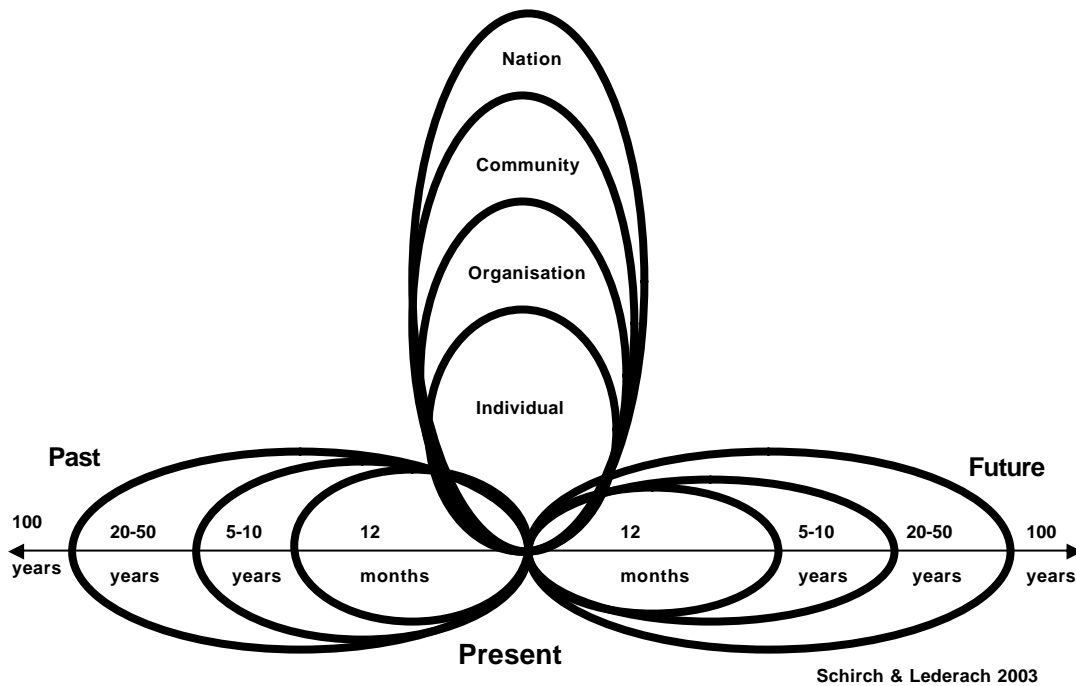 Nation
Community
Organisation
Individual
Past
Future
100
20-50
5-10
12
12
5-10
20-50
100
years
years
years
months
months
years
years
years
Present
Schirch & Lederach 2003